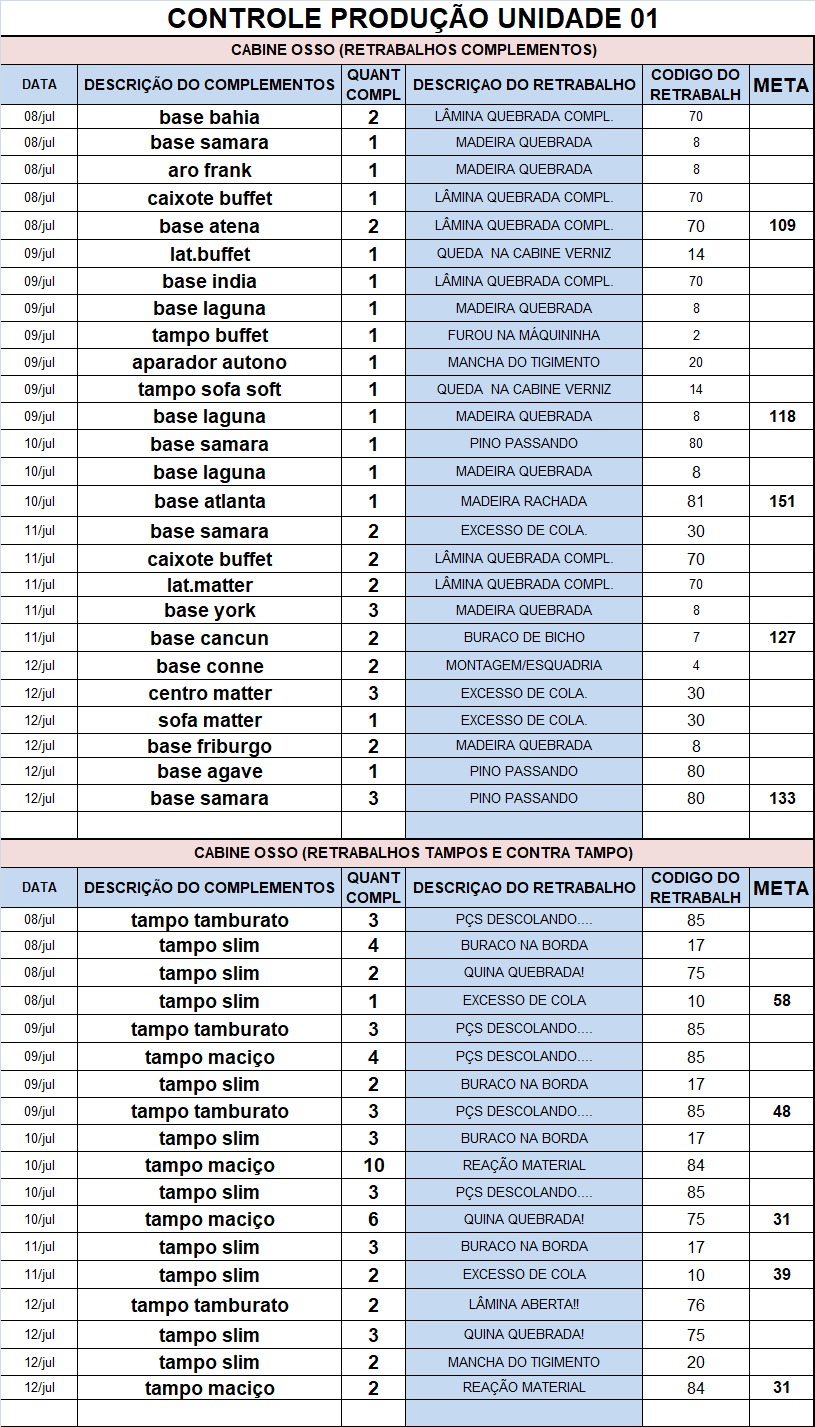 CONTROLE PRODUÇÃO UNIDADE 01
CABINE OSSO (RETRABALHOS COMPLEMENTOS)
DATA DESCRIÇÃO DO COMPLEMENTOS QUANT COMPL DESCRIÇAO DO RETRABALHO CODIGO DO RETRABALH META
08/jul base bahia 2 LÂMINA QUEBRADA COMPL. 70
08/jul base samara 1 MADEIRA QUEBRADA 8
08/jul aro frank 1 MADEIRA QUEBRADA 8
08/jul caixote buffet 1 LÂMINA QUEBRADA COMPL. 70
08/jul base atena 2 LÂMINA QUEBRADA COMPL. 70 109
09/jul lat.buffet 1 QUEDA NA CABINE VERNIZ 14
09/jul base india 1 LÂMINA QUEBRADA COMPL. 70
09/jul base laguna 1 MADEIRA QUEBRADA 8
09/jul tampo buffet 1 FUROU NA MÁQUININHA 2
09/jul aparador autono 1 MANCHA DO TIGIMENTO 20
09/jul tampo sofa soft 1 QUEDA NA CABINE VERNIZ 14
09/jul base laguna 1 MADEIRA QUEBRADA 8 118
10/jul base samara 1 PINO PASSANDO 80
10/jul base laguna 1 MADEIRA QUEBRADA 8
10/jul base atlanta 1 MADEIRA RACHADA 81 151
11/jul base samara 2 EXCESSO DE COLA. 30
11/jul caixote buffet 2 LÂMINA QUEBRADA COMPL. 70
11/jul lat.matter 2 LÂMINA QUEBRADA COMPL. 70
11/jul base york 3 MADEIRA QUEBRADA 8
11/jul base cancun 2 BURACO DE BICHO 7 127
12/jul base conne 2 MONTAGEM/ESQUADRIA 4
12/jul centro matter 3 EXCESSO DE COLA. 30
12/jul sofa matter 1 EXCESSO DE COLA. 30
12/jul base friburgo 2 MADEIRA QUEBRADA 8
12/jul base agave 1 PINO PASSANDO 80
12/jul base samara 3 PINO PASSANDO 80 133
CABINE OSSO (RETRABALHOS TAMPOS E CONTRA TAMPO)
DATA DESCRIÇÃO DO COMPLEMENTOS QUANT COMPL DESCRIÇAO DO RETRABALHO CODIGO DO RETRABALH META
08/jul tampo tamburato 3 PÇS DESCOLANDO.... 85
08/jul tampo slim 4 BURACO NA BORDA 17
08/jul tampo slim 2 QUINA QUEBRADA! 75
08/jul tampo slim 1 EXCESSO DE COLA 10 58
09/jul tampo tamburato 3 PÇS DESCOLANDO.... 85
09/jul tampo maciço 4 PÇS DESCOLANDO.... 85
09/jul tampo slim 2 BURACO NA BORDA 17
09/jul tampo tamburato 3 PÇS DESCOLANDO.... 85 48
10/jul tampo slim 3 BURACO NA BORDA 17
10/jul tampo maciço 10 REAÇÃO MATERIAL 84
10/jul tampo slim 3 PÇS DESCOLANDO.... 85
10/jul tampo maciço 6 QUINA QUEBRADA! 75 31
11/jul tampo slim 3 BURACO NA BORDA 17
11/jul tampo slim 2 EXCESSO DE COLA 10 39
12/jul tampo tamburato 2 LÂMINA ABERTA!! 76
12/jul tampo slim 3 QUINA QUEBRADA! 75
12/jul tampo slim 2 MANCHA DO TIGIMENTO 20
12/jul tampo maciço 2 REAÇÃO MATERIAL 84 31